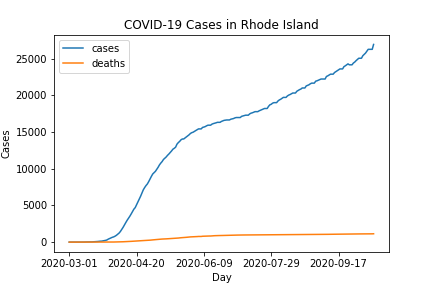 COVID-19 Cases in Rhode Island
cases
deaths
25000
20000
15000
10000
5000
0
Cases
2020-03-01 2020-04-20 2020-06-09 2020-07-29 2020-09-17
Day